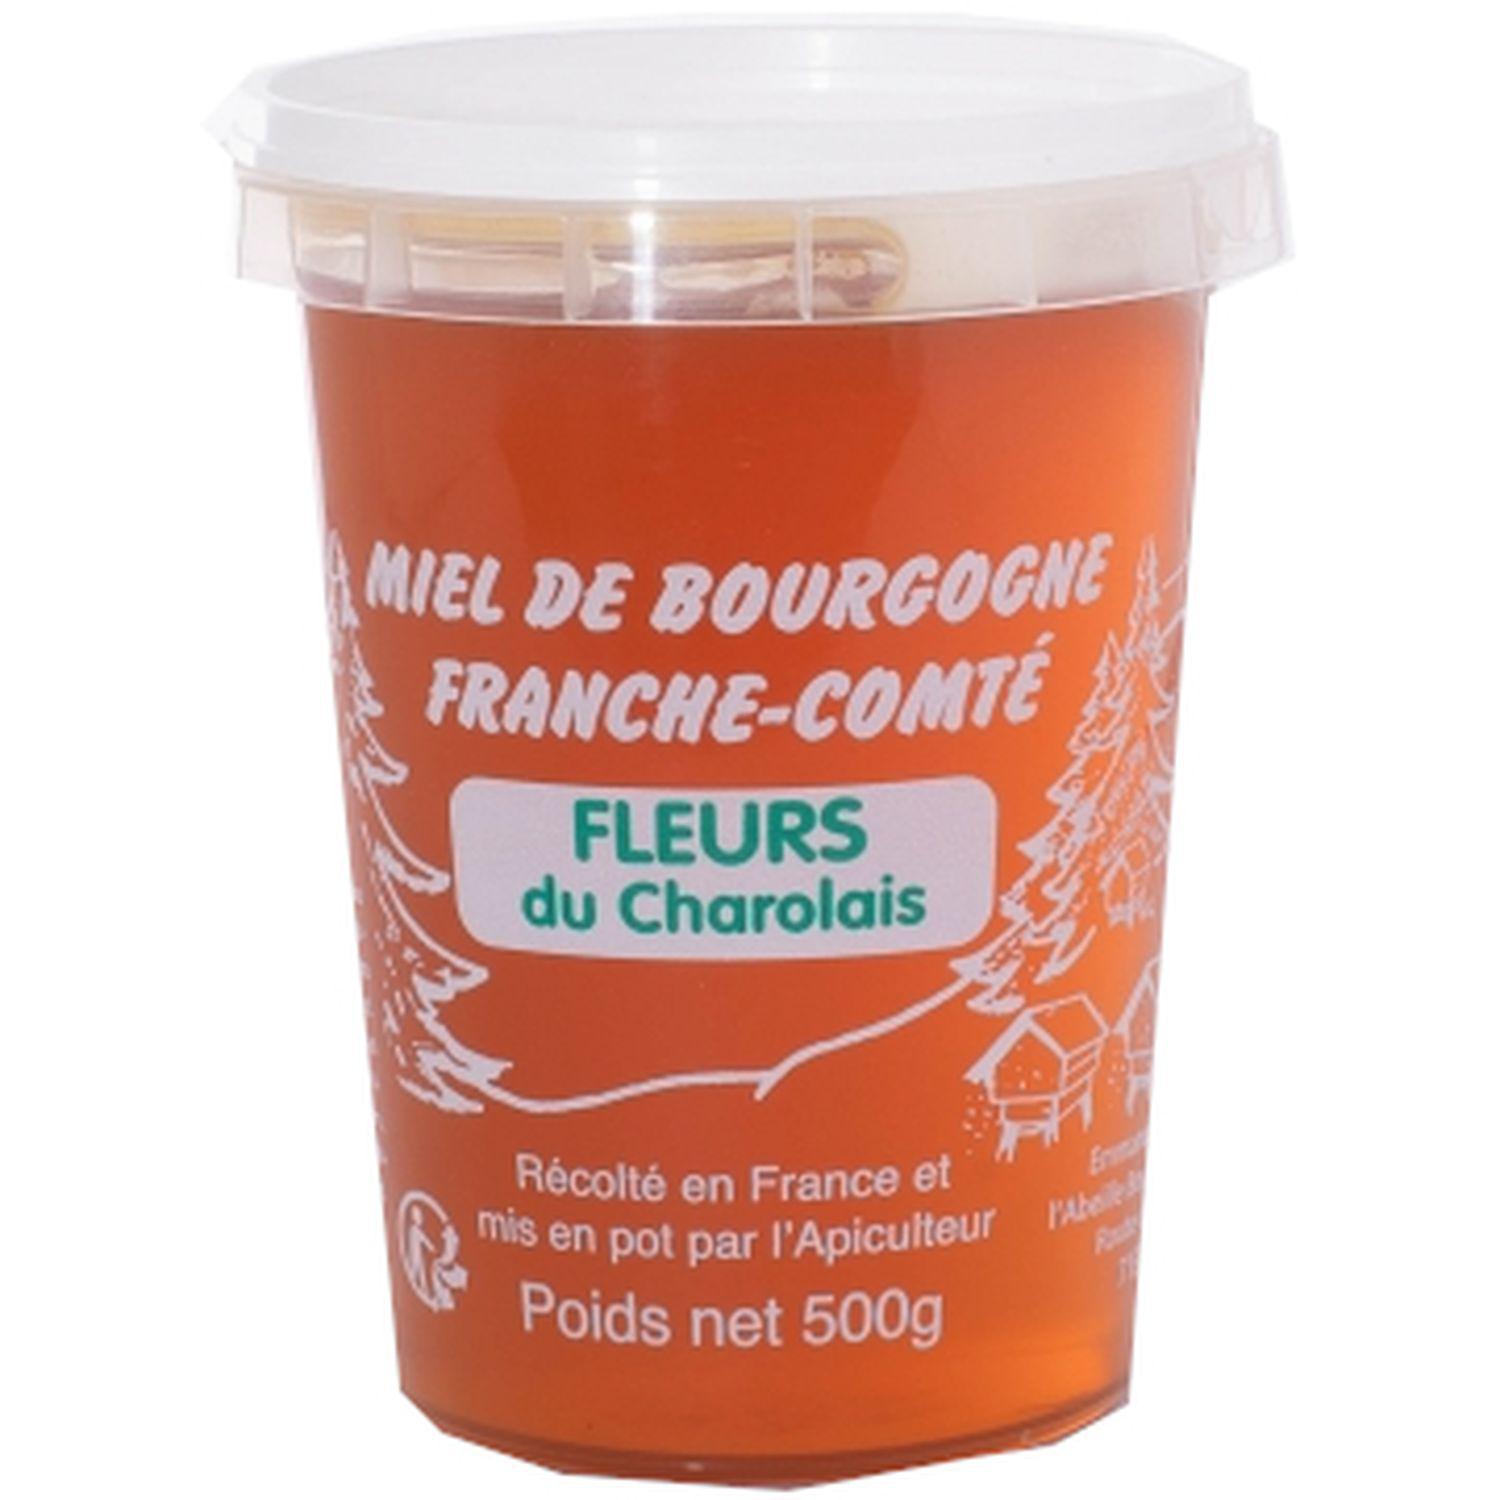 MIEL DE BOURGOGNE
FRANCHE-COMTÉ
FLEURS
du Charolais
Récolté en France et
mis en pot par l'Apiculteur
Poids net 500g
l'Abeille